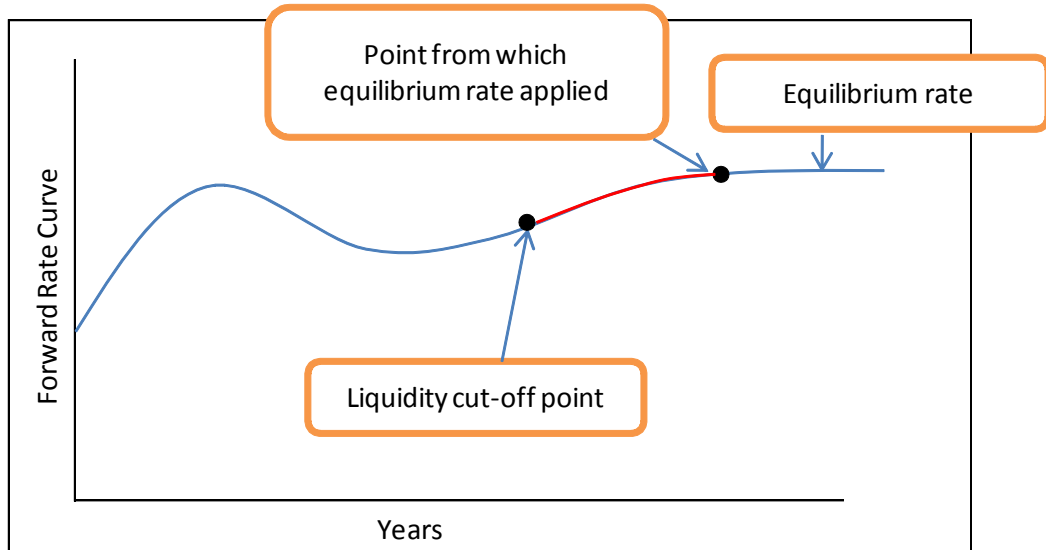 Point from which
equilibrium rate applied
Equilibrium rate
Forward Rate Curve
Liquidity cut-off point
Years